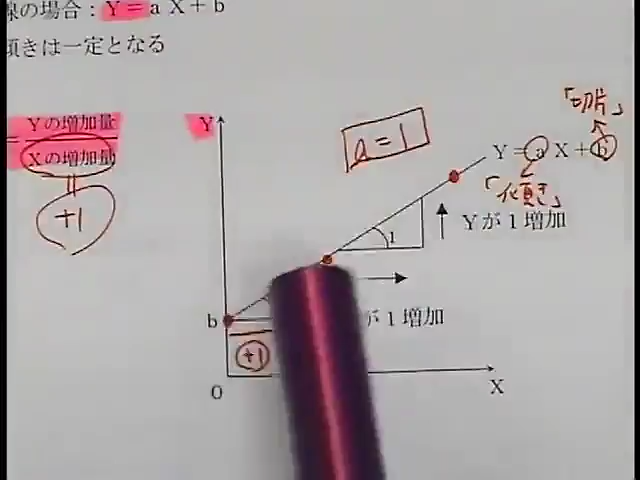 線の場合：Y＝a X＋b
傾きは一定となる
「切片」
＝Yの増加量
Xの増加量
Y
a＝1
Y＝a X＋b
「傾き」
＋1
1
Yが1増加
b
が1増加
＋1
0
X